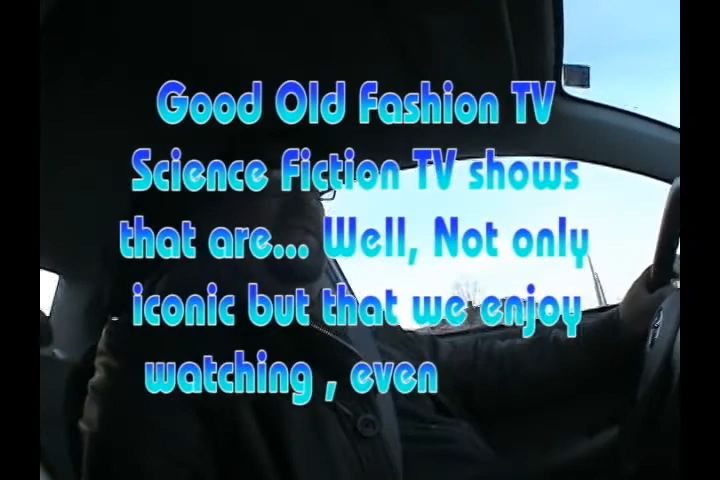 Good Old Fashion TV
Science Fiction TV shows
that are... Well, Not only
iconic but that we enjoy
watching , even